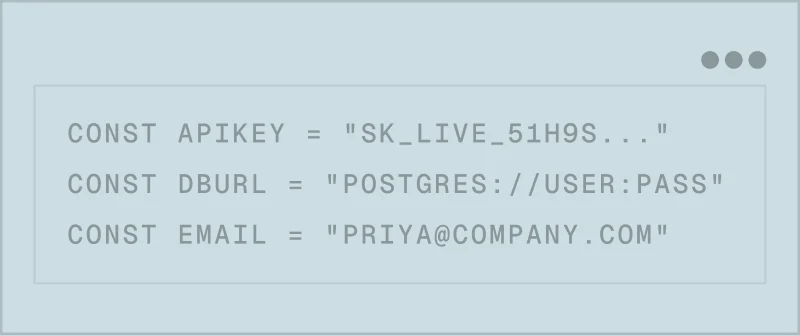 CONST APIKEY = "SK_LIVE_51H9S..."
CONST DBURL = "POSTGRES://USER:PASS"
CONST EMAIL = "PRIYA@COMPANY.COM"